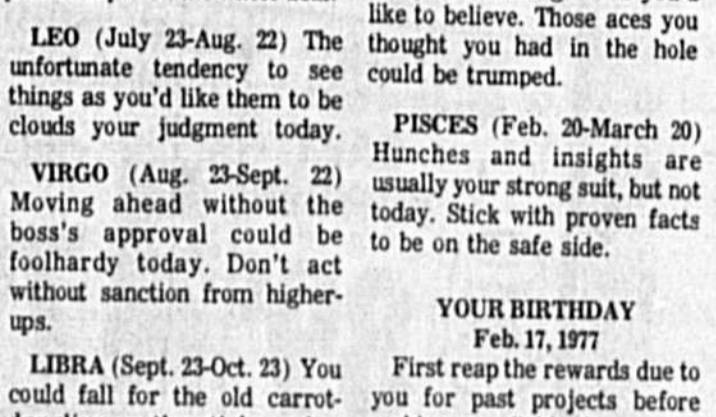 LEO (July 23-Aug. 22) The
unfortunate tendency to see
things as you'd like them to be
clouds your judgment today.
VIRGO (Aug. 23-Sept. 22)
Moving ahead without the
boss's approval could be
foolhardy today. Don't act
without sanction from higher-
ups.
LIBRA (Sept. 23-Oct. 23) You
could fall for the old carrot-
like to believe. Those aces you
thought you had in the hole
could be trumped.
PISCES (Feb. 20-March 20)
Hunches and insights are
usually your strong suit, but not
today. Stick with proven facts
to be on the safe side.
YOUR BIRTHDAY
Feb. 17, 1977
First reap the rewards due to
you for past projects before